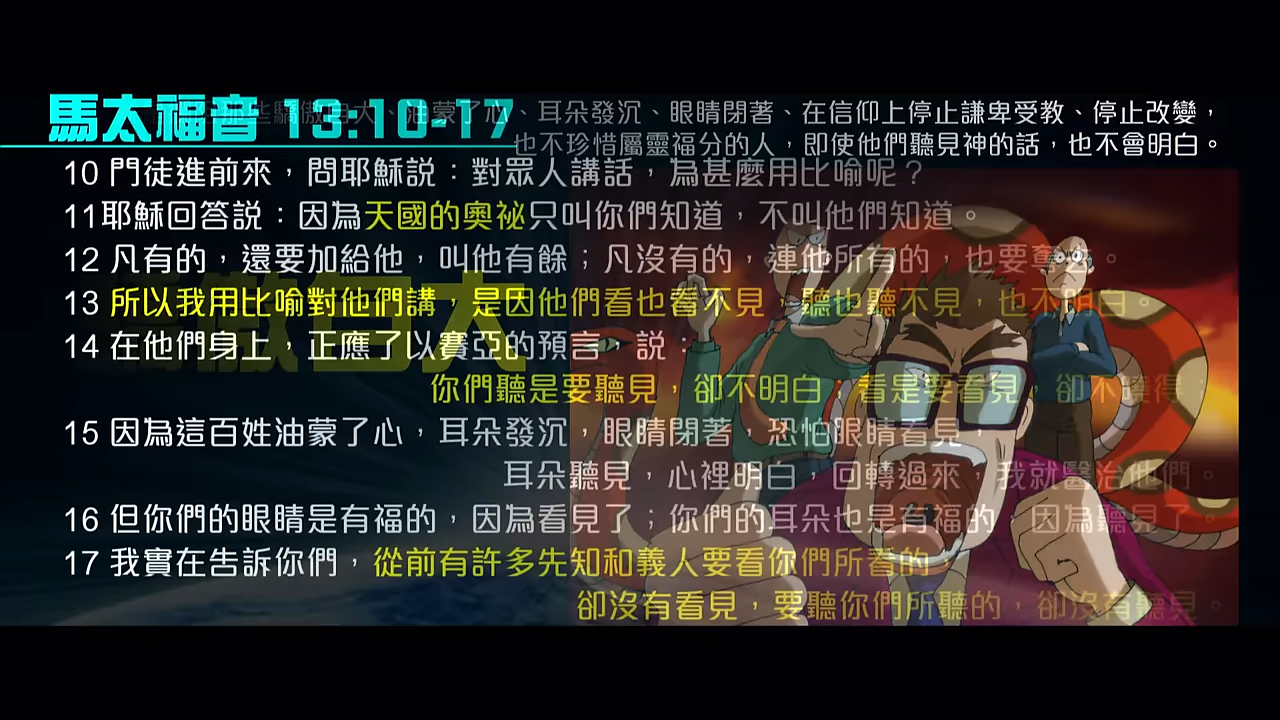 馬太福音 13:10-17
那些驕傲自大、油蒙了心、耳朵發沉、眼睛閉著、在信仰上停止謙卑受教、停止改變，
也不珍惜屬靈福分的人，即使他們聽見神的話，也不會明白。
10 門徒進前來，問耶穌說：對眾人講話，為甚麼用比喻呢？
11耶穌回答說：因為天國的奧祕只叫你們知道，不叫他們知道。
12 凡有的，還要加給他，叫他有餘；凡沒有的，連他所有的，也要奪去。
13 所以我用比喻對他們講，是因他們看也看不見，聽也聽不見，也不明白。
驕傲自大
14 在他們身上，正應了以賽亞的預言，說：
你們聽是要聽見，卻不明白，看是要看見，卻不曉得；
15 因為這百姓油蒙了心，耳朵發沉，眼睛閉著，恐怕眼睛看見，
耳朵聽見，心裡明白，回轉過來，我就醫治他們。
16 但你們的眼睛是有福的，因為看見了；你們的耳朵也是有福的，因為聽見了。
17 我實在告訴你們，從前有許多先知和義人要看你們所看的，
卻沒有看見，要聽你們所聽的，卻沒有聽見。